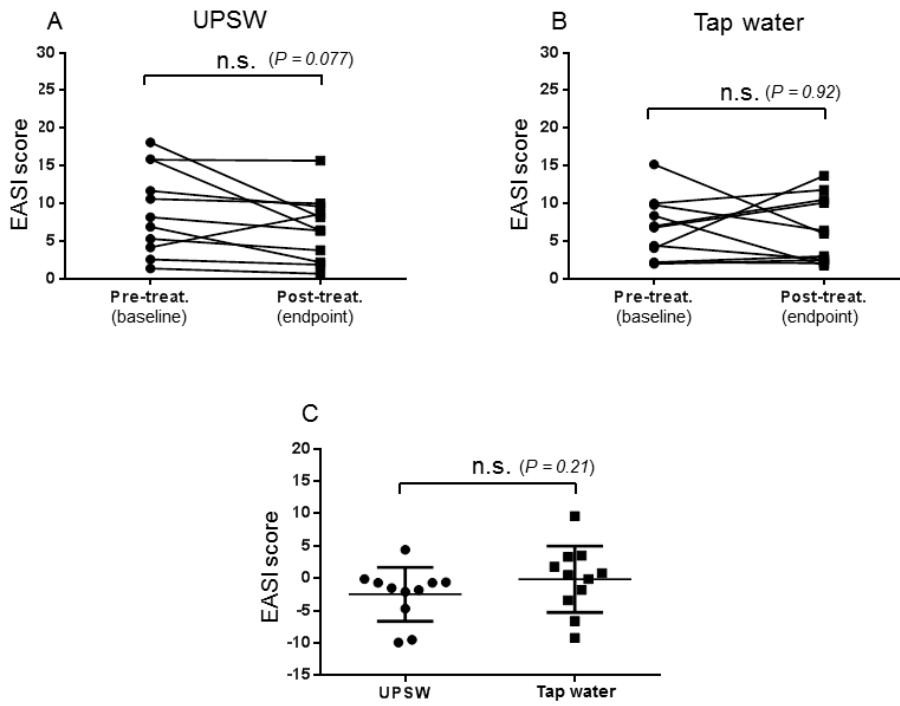 A
UPSW
n.s. (P = 0.077)
EASI score
30
25
20
15
10
5
0
Pre-treat.
(baseline)
Post-treat.
(endpoint)
B
Tap water
n.s. (P = 0.92)
EASI score
30
25
20
15
10
5
0
Pre-treat.
(baseline)
Post-treat.
(endpoint)
C
n.s. (P = 0.21)
EASI score
20
15
10
5
0
-5
-10
-15
UPSW
Tap water